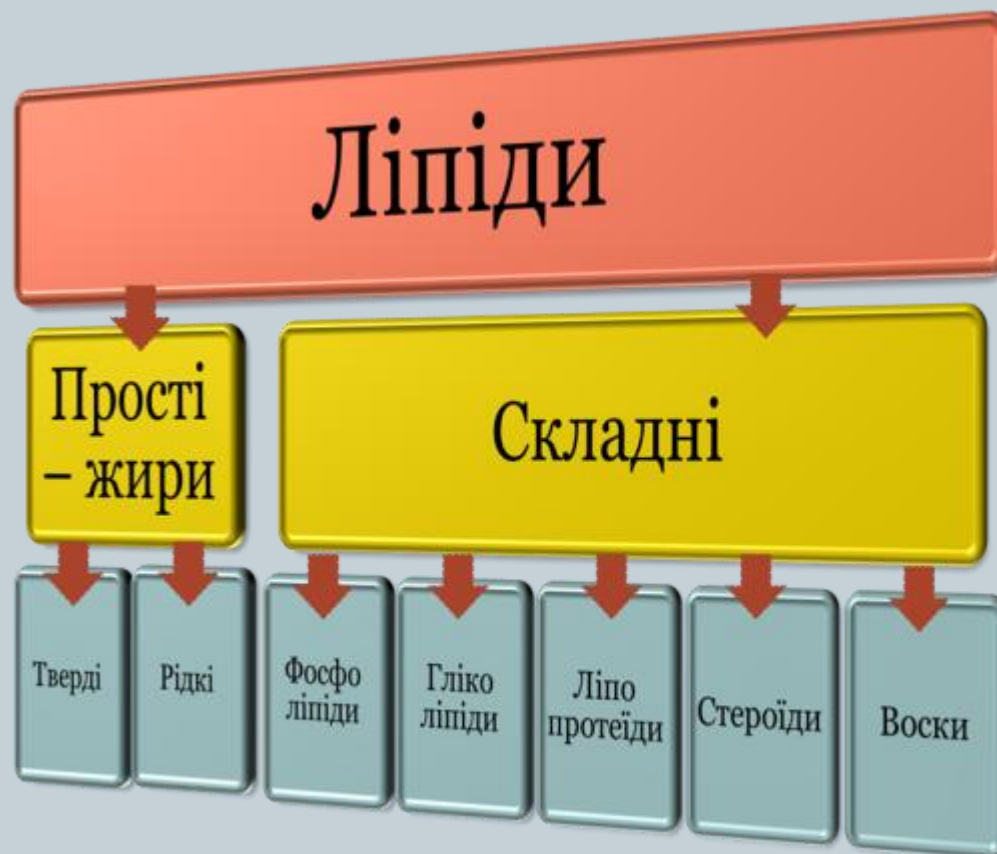 Ліпіди
Прості
– жири
Складні
Тверді
Рідкі
Фосфо
ліпіди
Гліко
ліпіди
Ліпо
протеїди
Стероїди
Воски